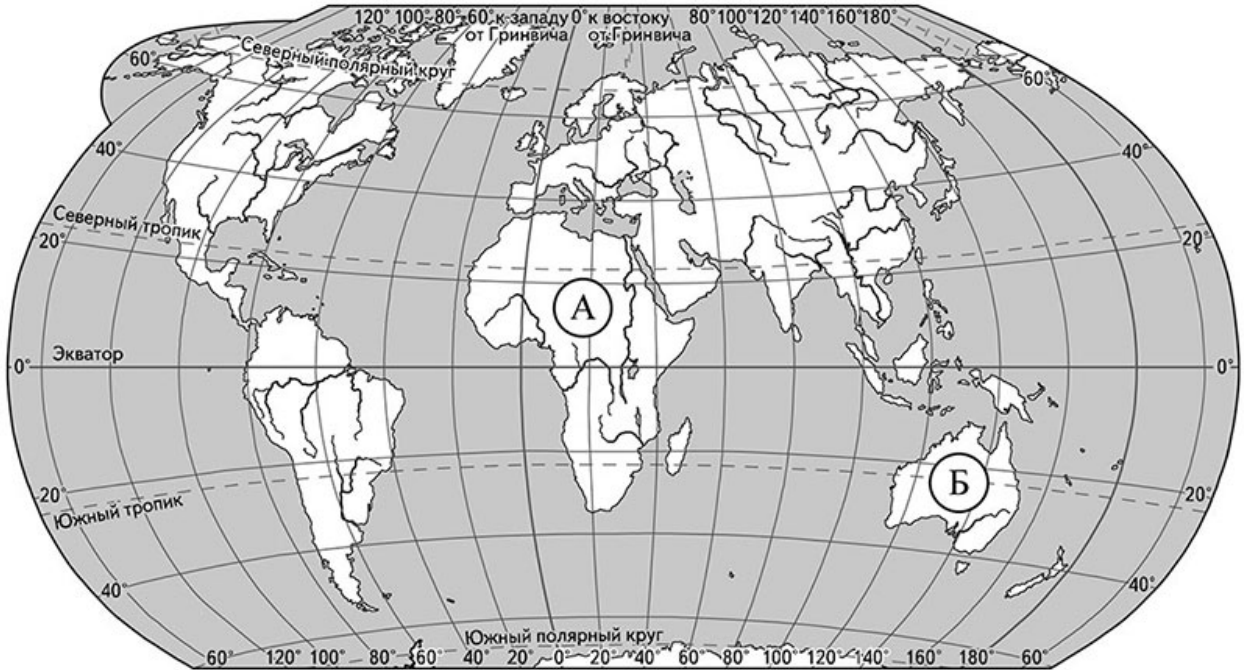 120° 100° 80° 60° к западу 0° к востоку 80° 100° 120° 140° 160° 180°
от Гринвича от Гринвича
60° Северный полярный круг 60°
40° 40°
Северный тропик
20° 20°
А
Экватор
0° 0°
Б
20° 20°
Южный тропик
40° 40°
Южный полярный круг
60° 120° 100° 80° 60° 40° 20° 0° 20° 40° 60° 80° 100° 120° 140° 160° 180° 60°